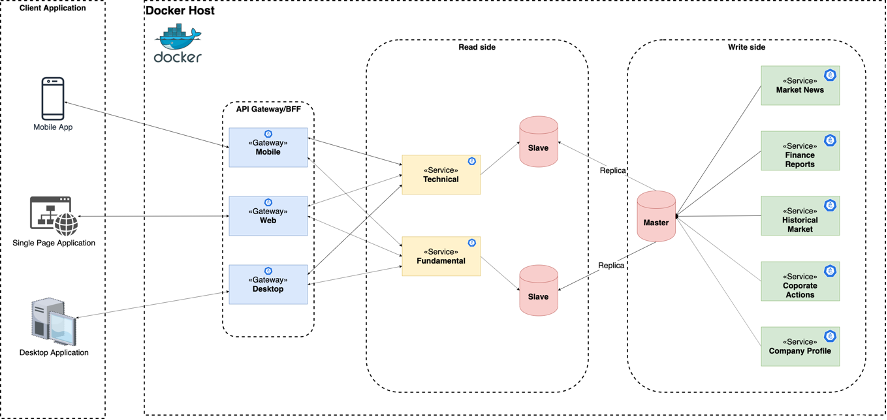 Client Application
Docker Host
docker
Read side
Write side
API Gateway/BFF
Mobile App
Single Page Application
Desktop Application
«Gateway»
Mobile
«Gateway»
Web
«Gateway»
Desktop
«Service»
Technical
«Service»
Fundamental
Slave
Slave
Replica
Replica
Master
«Service»
Market News
«Service»
Finance
Reports
«Service»
Historical
Market
«Service»
Coporate
Actions
«Service»
Company Profile